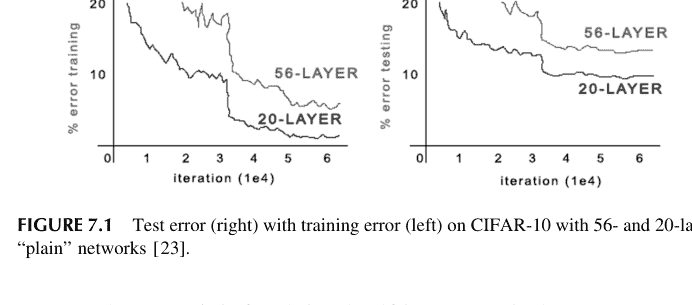 20
% error training
10
56-LAYER
20-LAYER
0 1 2 3 4 5 6
iteration (1e4)
20
% error testing
10
56-LAYER
20-LAYER
0 1 2 3 4 5 6
iteration (1e4)
FIGURE 7.1 Test error (right) with training error (left) on CIFAR-10 with 56- and 20-la
“plain” networks [23].